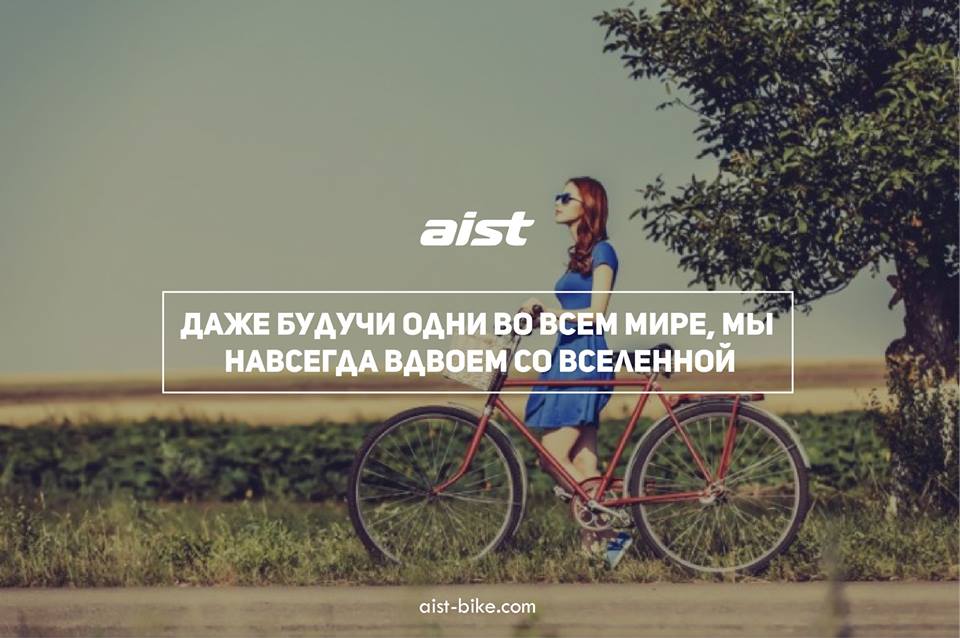 aist
ДАЖЕ БУДУЧИ ОДНИ ВО ВСЕМ МИРЕ, МЫ
НАВСЕГДА ВДВОЕМ СО ВСЕЛЕННОЙ
aist-bike.com